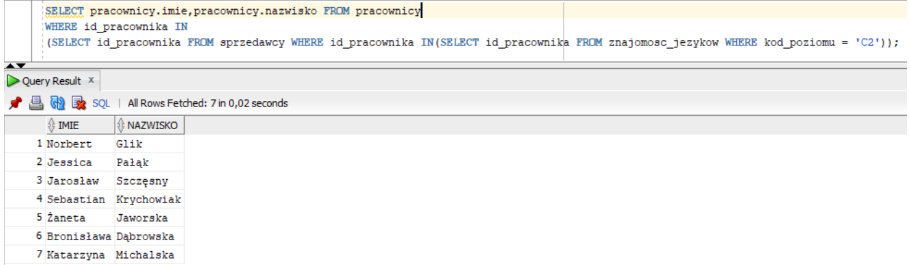 SELECT pracownicy.imie,pracownicy.nazwisko FROM pracownicy
WHERE id_pracownika IN
(SELECT id_pracownika FROM sprzedawcy WHERE id_pracownika IN(SELECT id_pracownika FROM znajomosc_jezykow WHERE kod_poziomu = 'C2'));
Query Result x
SQL | All Rows Fetched: 7 in 0,02 seconds
IMIE NAZWISKO
1 Norbert Glik
2 Jessica Pałąk
3 Jarosław Szczęsny
4 Sebastian Krychowiak
5 Żaneta Jaworska
6 Bronisława Dąbrowska
7 Katarzyna Michalska